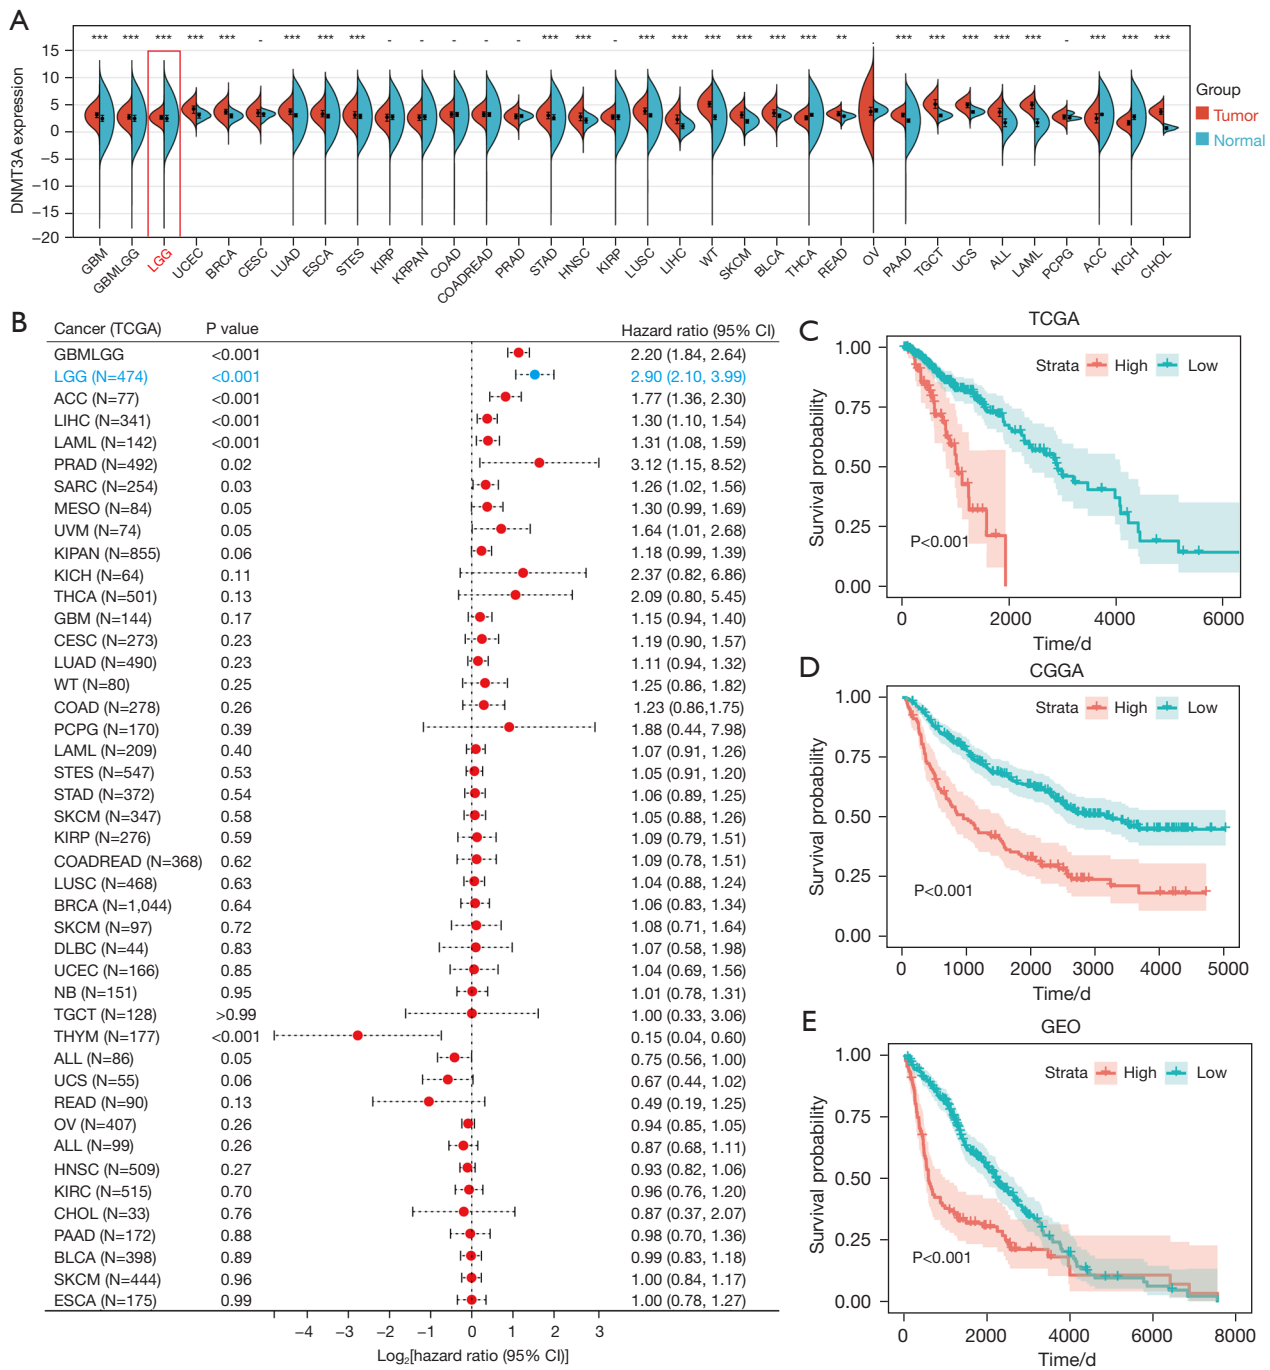 A
*** *** *** *** *** - *** *** *** - - - - - *** *** - *** *** *** *** *** *** ** . *** *** *** *** *** - *** *** ***
DNMT3A expression
15
10
5
0
−5
−10
−15
−20
GBM GBMLGG LGG UCEC BRCA CESC LUAD ESCA STES KIRP KRPAN COAD COADREAD PRAD STAD HNSC KIRP LUSC LIHC WT SKCM BLCA THCA READ OV PAAD TGCT UCS ALL LAML PCPG ACC KICH CHOL
Group
Tumor
Normal
B
Cancer (TCGA) P value Hazard ratio (95% CI)
GBMLGG <0.001 2.20 (1.84, 2.64)
LGG (N=474) <0.001 2.90 (2.10, 3.99)
ACC (N=77) <0.001 1.77 (1.36, 2.30)
LIHC (N=341) <0.001 1.30 (1.10, 1.54)
LAML (N=142) <0.001 1.31 (1.08, 1.59)
PRAD (N=492) 0.02 3.12 (1.15, 8.52)
SARC (N=254) 0.03 1.26 (1.02, 1.56)
MESO (N=84) 0.05 1.30 (0.99, 1.69)
UVM (N=74) 0.05 1.64 (1.01, 2.68)
KIPAN (N=855) 0.06 1.18 (0.99, 1.39)
KICH (N=64) 0.11 2.37 (0.82, 6.86)
THCA (N=501) 0.13 2.09 (0.80, 5.45)
GBM (N=144) 0.17 1.15 (0.94, 1.40)
CESC (N=273) 0.23 1.19 (0.90, 1.57)
LUAD (N=490) 0.23 1.11 (0.94, 1.32)
WT (N=80) 0.25 1.25 (0.86, 1.82)
COAD (N=278) 0.26 1.23 (0.86,1.75)
PCPG (N=170) 0.39 1.88 (0.44, 7.98)
LAML (N=209) 0.40 1.07 (0.91, 1.26)
STES (N=547) 0.53 1.05 (0.91, 1.20)
STAD (N=372) 0.54 1.06 (0.89, 1.25)
SKCM (N=347) 0.58 1.05 (0.88, 1.26)
KIRP (N=276) 0.59 1.09 (0.79, 1.51)
COADREAD (N=368) 0.62 1.09 (0.78, 1.51)
LUSC (N=468) 0.63 1.04 (0.88, 1.24)
BRCA (N=1,044) 0.64 1.06 (0.83, 1.34)
SKCM (N=97) 0.72 1.08 (0.71, 1.64)
DLBC (N=44) 0.83 1.07 (0.58, 1.98)
UCEC (N=166) 0.85 1.04 (0.69, 1.56)
NB (N=151) 0.95 1.01 (0.78, 1.31)
TGCT (N=128) >0.99 1.00 (0.33, 3.06)
THYM (N=177) <0.001 0.15 (0.04, 0.60)
ALL (N=86) 0.05 0.75 (0.56, 1.00)
UCS (N=55) 0.06 0.67 (0.44, 1.02)
READ (N=90) 0.13 0.49 (0.19, 1.25)
OV (N=407) 0.26 0.94 (0.85, 1.05)
ALL (N=99) 0.26 0.87 (0.68, 1.11)
HNSC (N=509) 0.27 0.93 (0.82, 1.06)
KIRC (N=515) 0.70 0.96 (0.76, 1.20)
CHOL (N=33) 0.76 0.87 (0.37, 2.07)
PAAD (N=172) 0.88 0.98 (0.70, 1.36)
BLCA (N=398) 0.89 0.99 (0.83, 1.18)
SKCM (N=444) 0.96 1.00 (0.84, 1.17)
ESCA (N=175) 0.99 1.00 (0.78, 1.27)
−4 −3 −2 −1 0 1 2 3
Log2[hazard ratio (95% CI)]
C
TCGA
Strata High Low
Survival probability
1.00
0.75
0.50
0.25
0.00
P<0.001
0 2000 4000 6000
Time/d
D
CGGA
Strata High Low
Survival probability
1.00
0.75
0.50
0.25
0.00
P<0.001
0 1000 2000 3000 4000 5000
Time/d
E
GEO
Strata High Low
Survival probability
1.00
0.75
0.50
0.25
0.00
P<0.001
0 2000 4000 6000 8000
Time/d